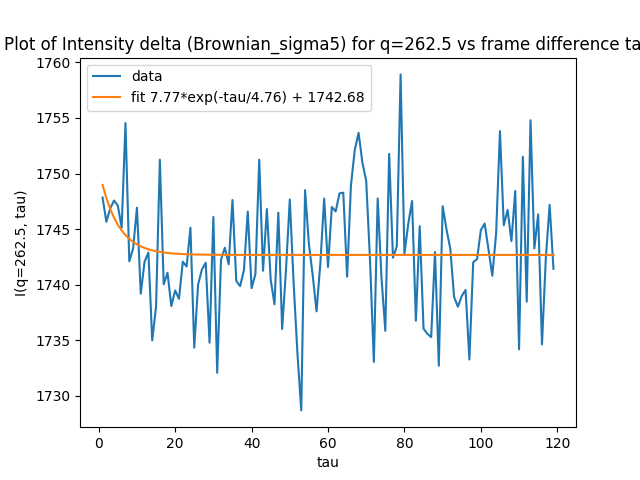 Plot of Intensity delta (Brownian_sigma5) for q=262.5 vs frame difference ta
data
fit 7.77*exp(-tau/4.76) + 1742.68
I(q=262.5, tau)
1760
1755
1750
1745
1740
1735
1730
0 20 40 60 80 100 120
tau